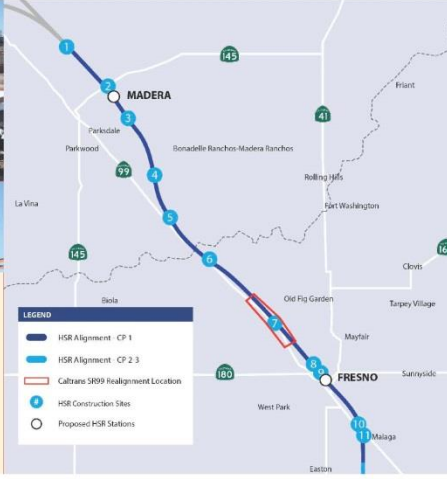 1
145
Friant
2
MADERA
3
Parksdale
41
Parkwood
Bonadelle Ranchos-Madera Ranchos
99
4
Rolling Hills
La Vina
5
Fort Washington
145
6
Clovis
Biola
Old Fig Garden
Tarpey Village
7
Mayfair
8
9
180
FRESNO
Sunnyside
West Park
10
11
Malaga
Easton
LEGEND
HSR Alignment - CP 1
HSR Alignment - CP 2-3
Caltrans SR99 Realignment Location
# HSR Construction Sites
Proposed HSR Stations